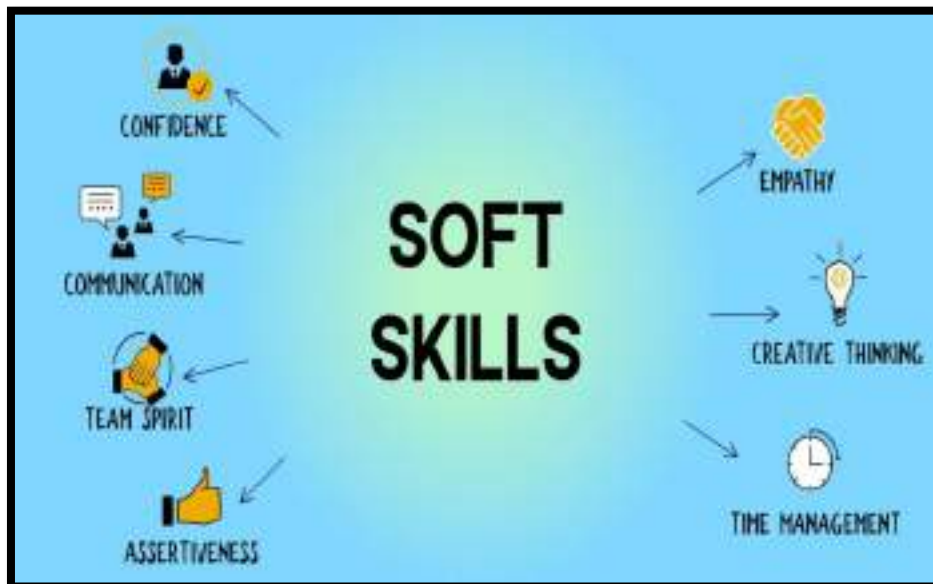 CONFIDENCE
COMMUNICATION
TEAM SPIRIT
ASSERTIVENESS
SOFT
SKILLS
EMPATHY
CREATIVE THINKING
TIME MANAGEMENT